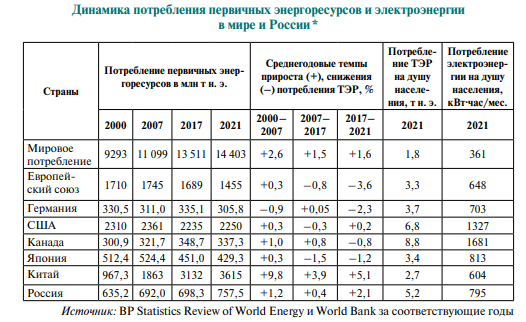 Динамика потребления первичных энергоресурсов и электроэнергии
в мире и России*
Страны
Потребление первичных энер-
горесурсов в млн т н. э.
Среднегодовые темпы
прироста (+), снижения
(−) потребления ТЭР, %
Потребле-
ние ТЭР
на душу
населе-
ния, т н. э.
Потребление
электроэнер-
гии на душу
населения,
кВт·час/мес.
2000 2007 2017 2021 2000−2007 2007−2017 2017−2021 2021 2021
Мировое
потребление 9293 11 099 13 511 14 403 +2,6 +1,5 +1,6 1,8 361
Европей-
ский союз 1710 1745 1689 1455 +0,3 −0,8 −3,6 3,3 648
Германия 330,5 311,0 335,1 305,8 −0,9 +0,05 −2,3 3,7 703
США 2310 2361 2235 2250 +0,3 −0,3 +0,2 6,8 1327
Канада 300,9 321,7 348,7 337,3 +1,0 +0,8 −0,8 8,8 1681
Япония 512,4 524,4 451,0 429,3 +0,3 −1,5 −1,2 3,4 813
Китай 967,3 1863 3132 3615 +9,8 +3,9 +5,1 2,7 604
Россия 635,2 692,0 698,3 757,5 +1,2 +0,4 +2,1 5,2 795
Источник: BP Statistics Review of World Energy и World Bank за соответствующие годы